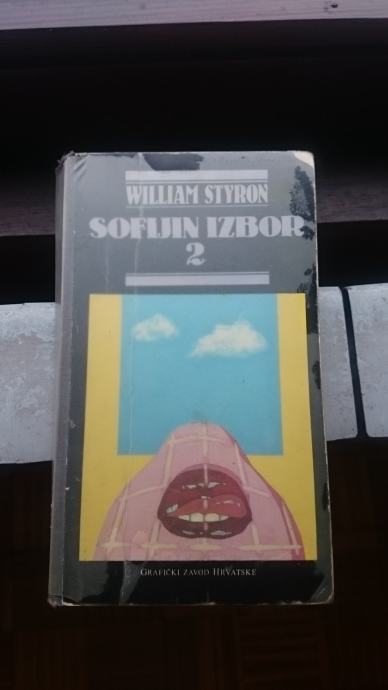 WILLIAM STYRON
SOFIJIN IZBOR
2
GRAFIČKI ZAVOD HRVATSKE